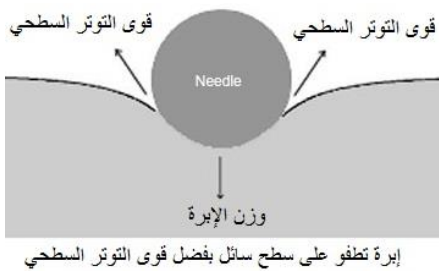 قوى التوتر السطحي
قوى التوتر السطحي
Needle
وزن الإبرة
إبرة تطفو على سطح سائل بفضل قوى التوتر السطحي